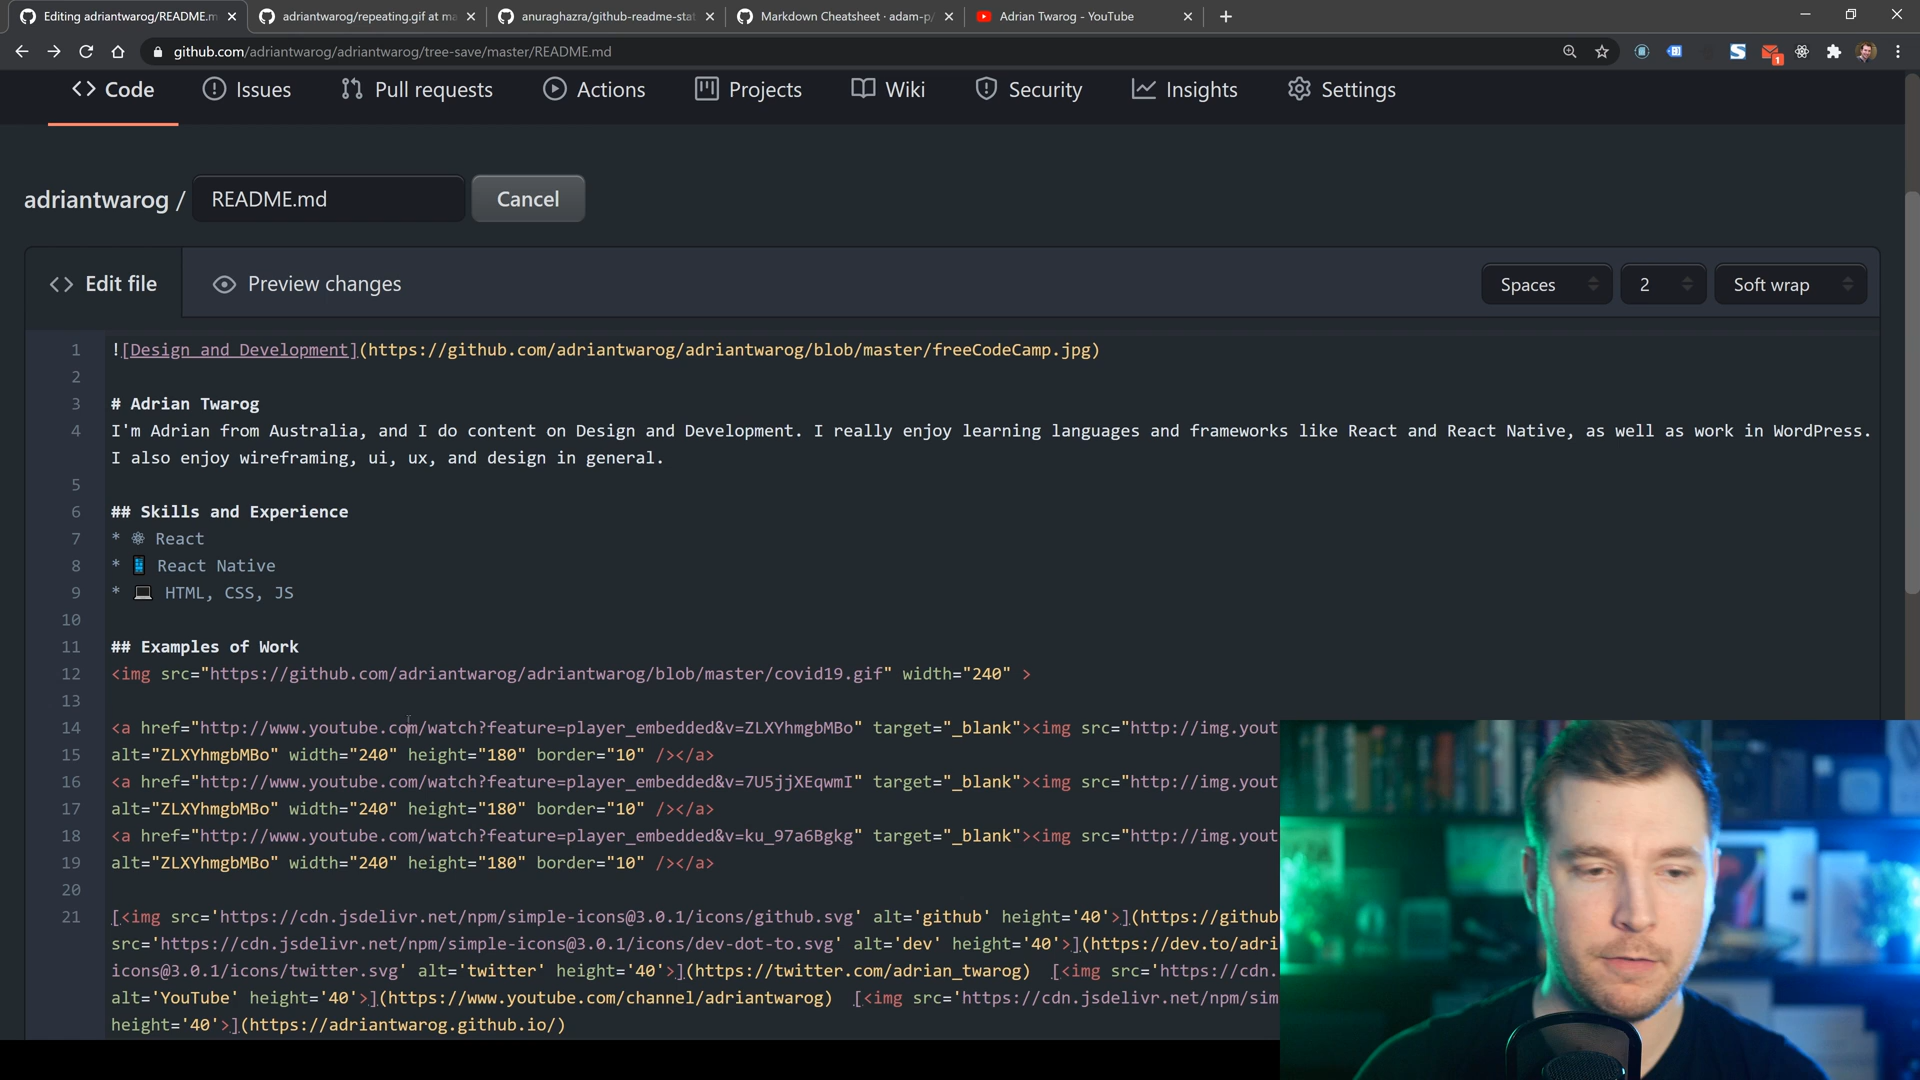 Editing adriantwarog/README.m
adriantwarog/repeating.gif at ma
anuraghazra/github-readme-stat
Markdown Cheatsheet · adam-p/
Adrian Twarog - YouTube
github.com/adriantwarog/adriantwarog/tree-save/master/README.md
1
<> Code
Issues
Pull requests
Actions
Projects
Wiki
Security
Insights
Settings
adriantwarog / README.md Cancel
<> Edit file
Preview changes
Spaces
2
Soft wrap
1 ![Design and Development](https://github.com/adriantwarog/adriantwarog/blob/master/freeCodeCamp.jpg)
2
3 # Adrian Twarog
4 I'm Adrian from Australia, and I do content on Design and Development. I really enjoy learning languages and frameworks like React and React Native, as well as work in WordPress.
I also enjoy wireframing, ui, ux, and design in general.
5
6 ## Skills and Experience
7 * ⚛ React
8 * 📱 React Native
9 * 💻 HTML, CSS, JS
10
11 ## Examples of Work
12 <img src="https://github.com/adriantwarog/adriantwarog/blob/master/covid19.gif" width="240" >
13
14 <a href="http://www.youtube.com/watch?feature=player_embedded&v=ZLXYhmgbMBo" target="_blank"><img src="http://img.yout
15 alt="ZLXYhmgbMBo" width="240" height="180" border="10" /></a>
16 <a href="http://www.youtube.com/watch?feature=player_embedded&v=7U5jjXEqwmI" target="_blank"><img src="http://img.yout
17 alt="ZLXYhmgbMBo" width="240" height="180" border="10" /></a>
18 <a href="http://www.youtube.com/watch?feature=player_embedded&v=ku_97a6Bgkg" target="_blank"><img src="http://img.yout
19 alt="ZLXYhmgbMBo" width="240" height="180" border="10" /></a>
20
21 [<img src='https://cdn.jsdelivr.net/npm/simple-icons@3.0.1/icons/github.svg' alt='github' height='40'>](https://github
src='https://cdn.jsdelivr.net/npm/simple-icons@3.0.1/icons/dev-dot-to.svg' alt='dev' height='40'>](https://dev.to/adri
icons@3.0.1/icons/twitter.svg' alt='twitter' height='40'>](https://twitter.com/adrian_twarog) [<img src='https://cdn.
alt='YouTube' height='40'>](https://www.youtube.com/channel/adriantwarog) [<img src='https://cdn.jsdelivr.net/npm/sim
height='40'>](https://adriantwarog.github.io/)